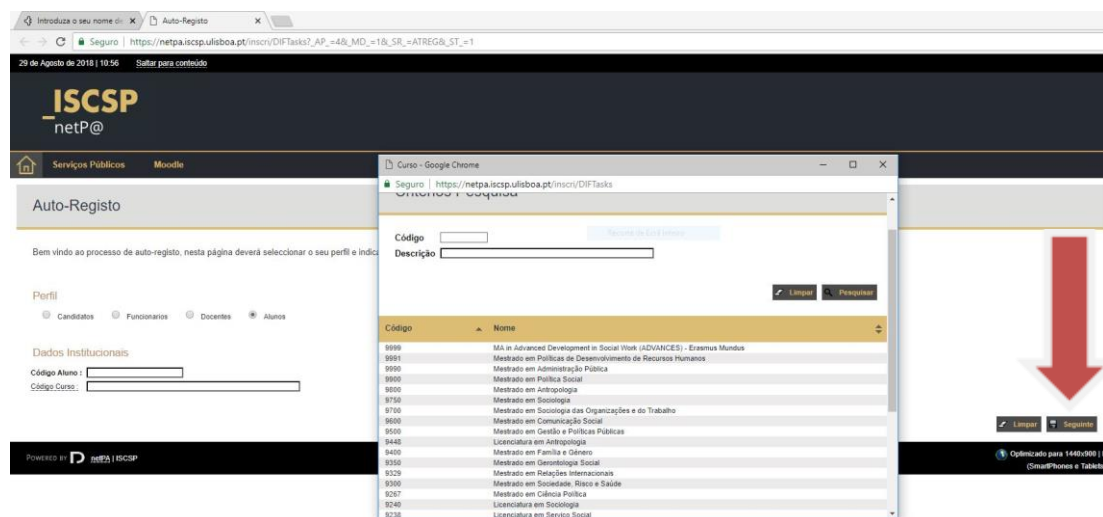 Introduza o seu nome de
Auto-Registo
Seguro | https://netpa.iscsp.ulisboa.pt/inscri/DIFTasks?_AP_=4&_MD_=1&_SR_=ATREG&_ST_=1
29 de Agosto de 2018 | 10:56 Saltar para conteúdo
_ISCSP
netP@
Serviços Públicos Moodle
Auto-Registo
Bem vindo ao processo de auto-registo, nesta página deverá seleccionar o seu perfil e indica
Perfil
Candidatos Funcionarios Docentes Alunos
Dados Institucionais
Código Aluno :
Código Curso :
Curso - Google Chrome
Seguro | https://netpa.iscsp.ulisboa.pt/inscri/DIFTasks
Critérios Pesquisa
Código
Descrição
Limpar Pesquisar
Código Nome
9999 MA in Advanced Development in Social Work (ADVANCES) - Erasmus Mundus
9991 Mestrado em Políticas de Desenvolvimento de Recursos Humanos
9990 Mestrado em Administração Pública
9900 Mestrado em Política Social
9800 Mestrado em Antropologia
9750 Mestrado em Sociologia
9700 Mestrado em Sociologia das Organizações e do Trabalho
9600 Mestrado em Comunicação Social
9500 Mestrado em Gestão e Políticas Públicas
9448 Licenciatura em Antropologia
9400 Mestrado em Família e Género
9350 Mestrado em Gerontologia Social
9329 Mestrado em Relações Internacionais
9300 Mestrado em Sociedade, Risco e Saúde
9267 Mestrado em Ciência Política
9240 Licenciatura em Sociologia
9238 Licenciatura em Serviço Social
Limpar Seguinte
POWERED BY netPA | ISCSP
Optimizado para 1440x900 |
(SmartPhones e Tablets